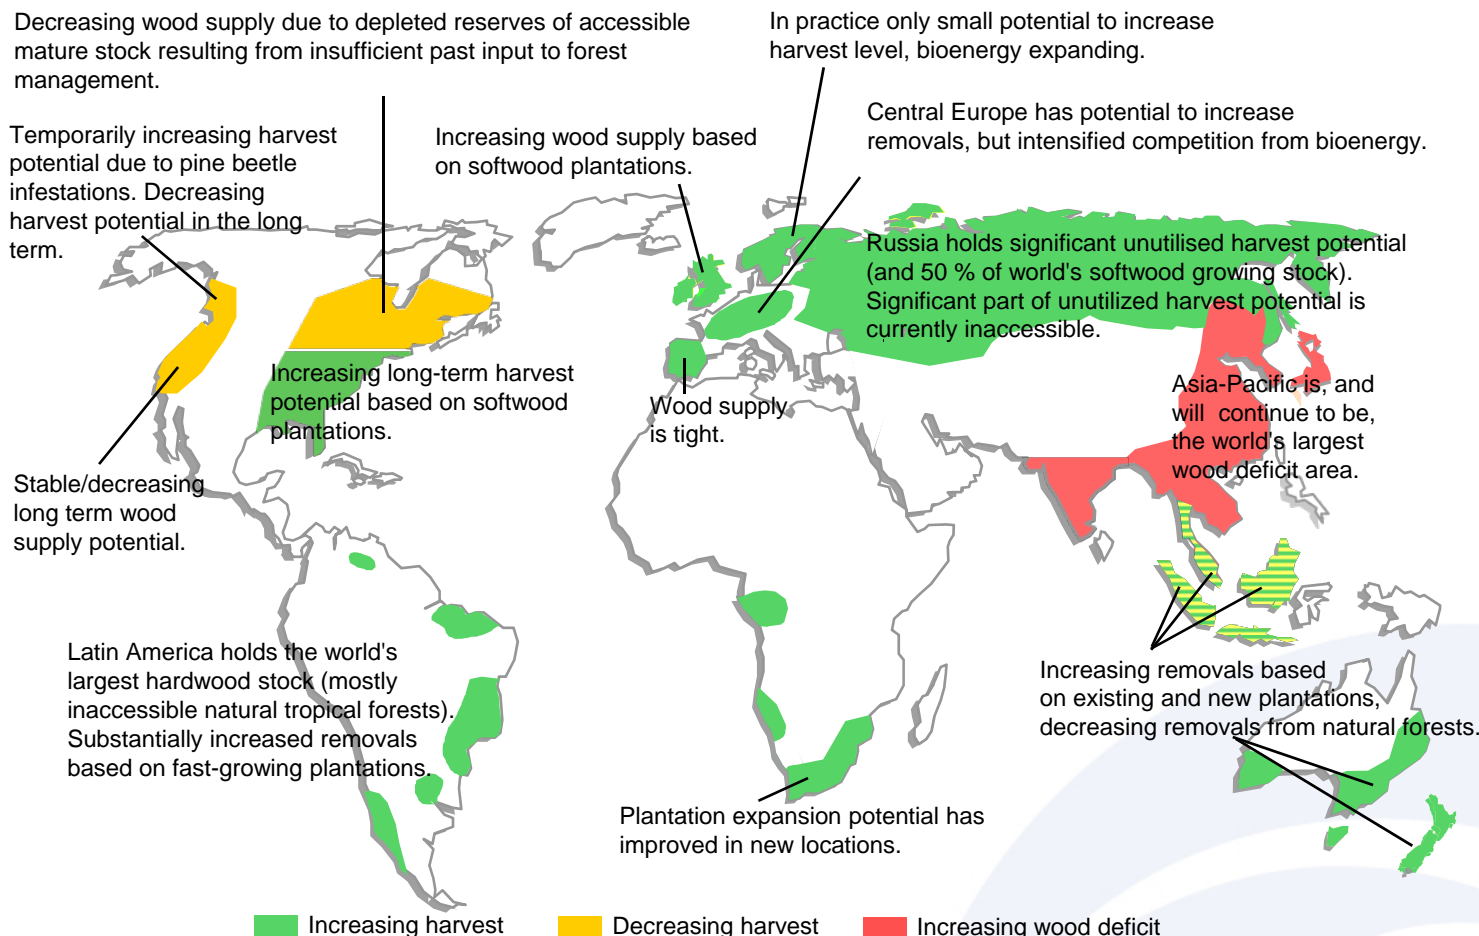 Decreasing wood supply due to depleted reserves of accessible
mature stock resulting from insufficient past input to forest
management.
In practice only small potential to increase
harvest level, bioenergy expanding.
Temporarily increasing harvest
potential due to pine beetle
infestations. Decreasing
harvest potential in the long
term.
Increasing wood supply based
on softwood plantations.
Central Europe has potential to increase
removals, but intensified competition from bioenergy.
Russia holds significant unutilised harvest potential
(and 50 % of world's softwood growing stock).
Significant part of unutilized harvest potential is
currently inaccessible.
Increasing long-term harvest
potential based on softwood
plantations.
Wood supply
is tight.
Asia-Pacific is, and
will continue to be,
the world's largest
wood deficit area.
Stable/decreasing
long term wood
supply potential.
Latin America holds the world's
largest hardwood stock (mostly
inaccessible natural tropical forests).
Substantially increased removals
based on fast-growing plantations.
Increasing removals based
on existing and new plantations,
decreasing removals from natural forests.
Plantation expansion potential has
improved in new locations.
Increasing harvest
Decreasing harvest
Increasing wood deficit